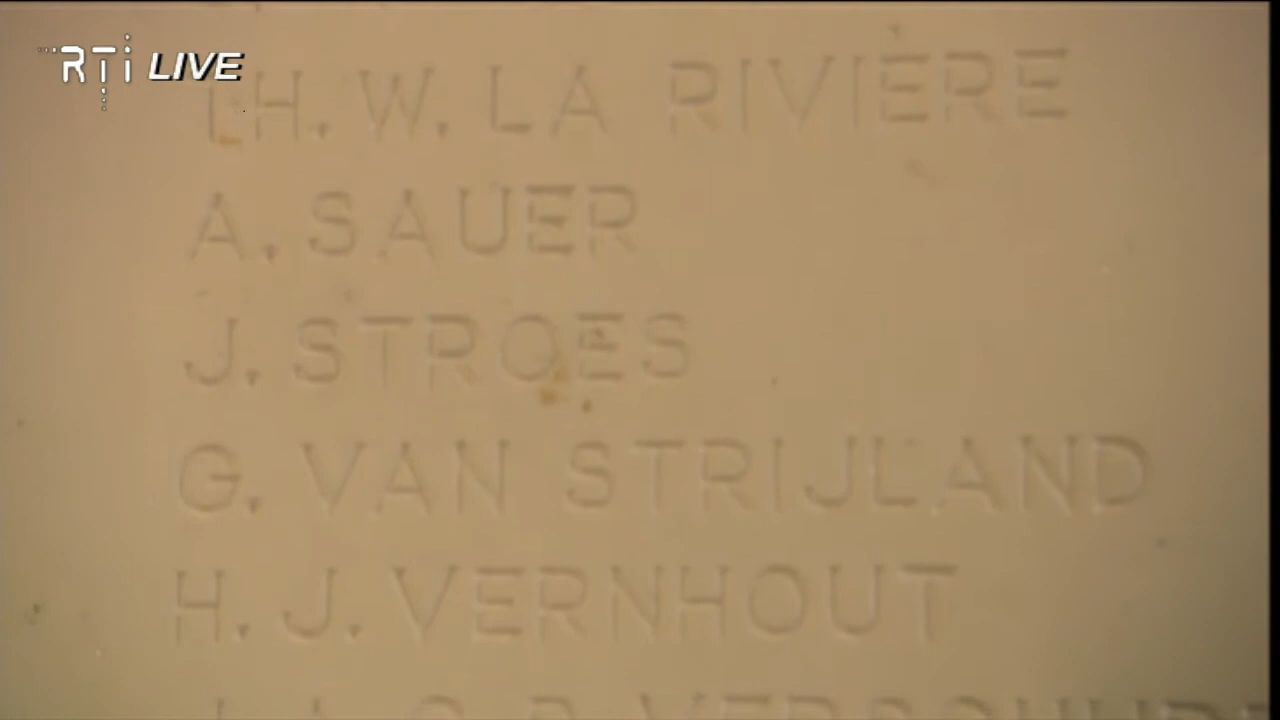 RTi LIVE
H. W. LA RIVIÈRE
A. SAUER
J. STROES
G. VAN STRIJLAND
H. J. VERNHOUT